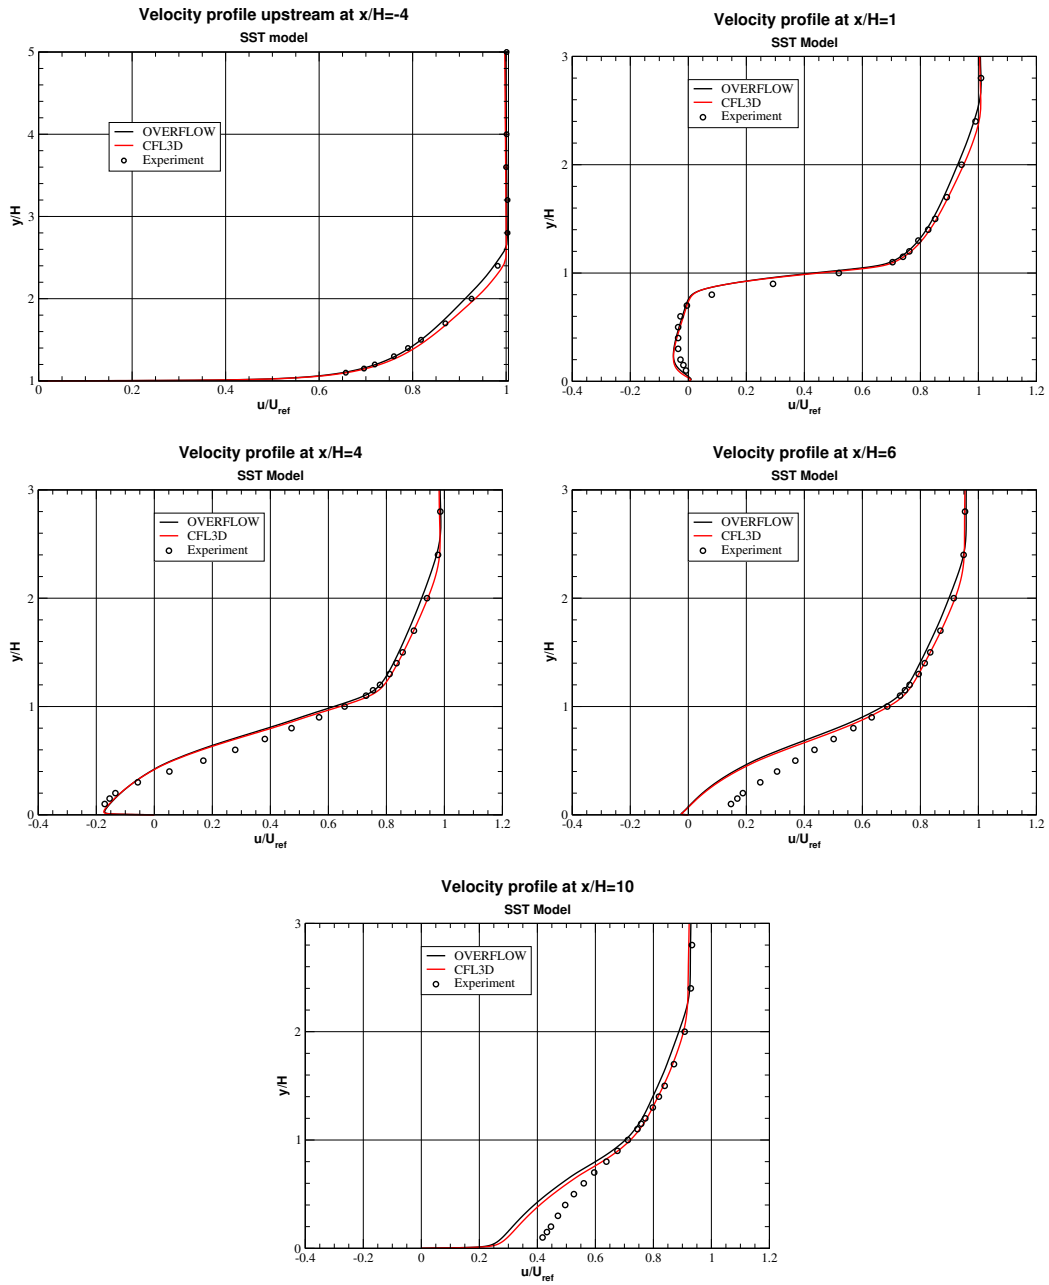 Velocity profile upstream at x/H=-4
SST model
5
4
3
2
1
y/H
OVERFLOW
CFL3D
Experiment
0 0.2 0.4 0.6 0.8 1
u/Uref
Velocity profile at x/H=1
SST Model
3
2
1
0
y/H
OVERFLOW
CFL3D
Experiment
-0.4 -0.2 0 0.2 0.4 0.6 0.8 1 1.2
u/Uref
Velocity profile at x/H=4
SST Model
3
2
1
0
y/H
OVERFLOW
CFL3D
Experiment
-0.4 -0.2 0 0.2 0.4 0.6 0.8 1 1.2
u/Uref
Velocity profile at x/H=6
SST Model
3
2
1
0
y/H
OVERFLOW
CFL3D
Experiment
-0.4 -0.2 0 0.2 0.4 0.6 0.8 1 1.2
u/Uref
Velocity profile at x/H=10
SST Model
3
2
1
0
y/H
OVERFLOW
CFL3D
Experiment
-0.4 -0.2 0 0.2 0.4 0.6 0.8 1 1.2
u/Uref